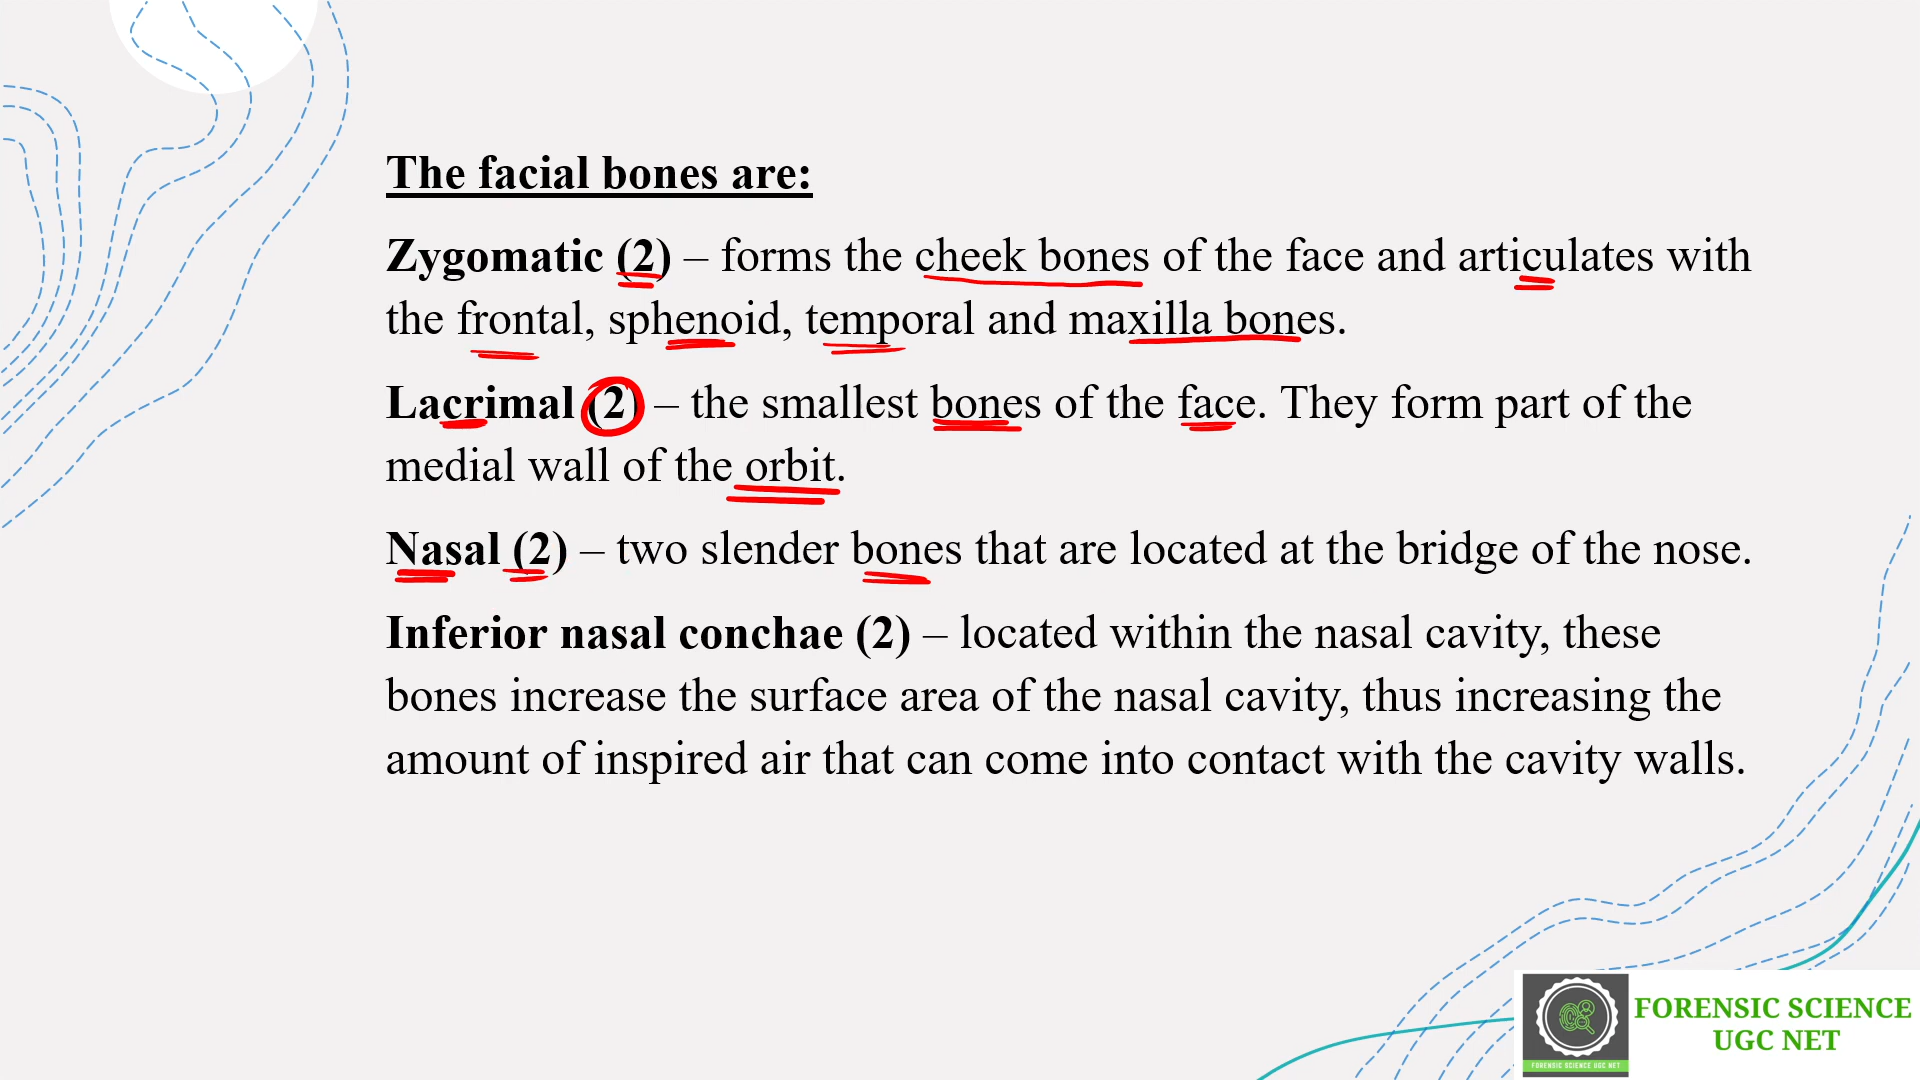 The facial bones are:
Zygomatic (2) – forms the cheek bones of the face and articulates with
the frontal, sphenoid, temporal and maxilla bones.
Lacrimal (2) – the smallest bones of the face. They form part of the
medial wall of the orbit.
Nasal (2) – two slender bones that are located at the bridge of the nose.
Inferior nasal conchae (2) – located within the nasal cavity, these
bones increase the surface area of the nasal cavity, thus increasing the
amount of inspired air that can come into contact with the cavity walls.
FORENSIC SCIENCE
UGC NET
FORENSIC SCIENCE UGC NET